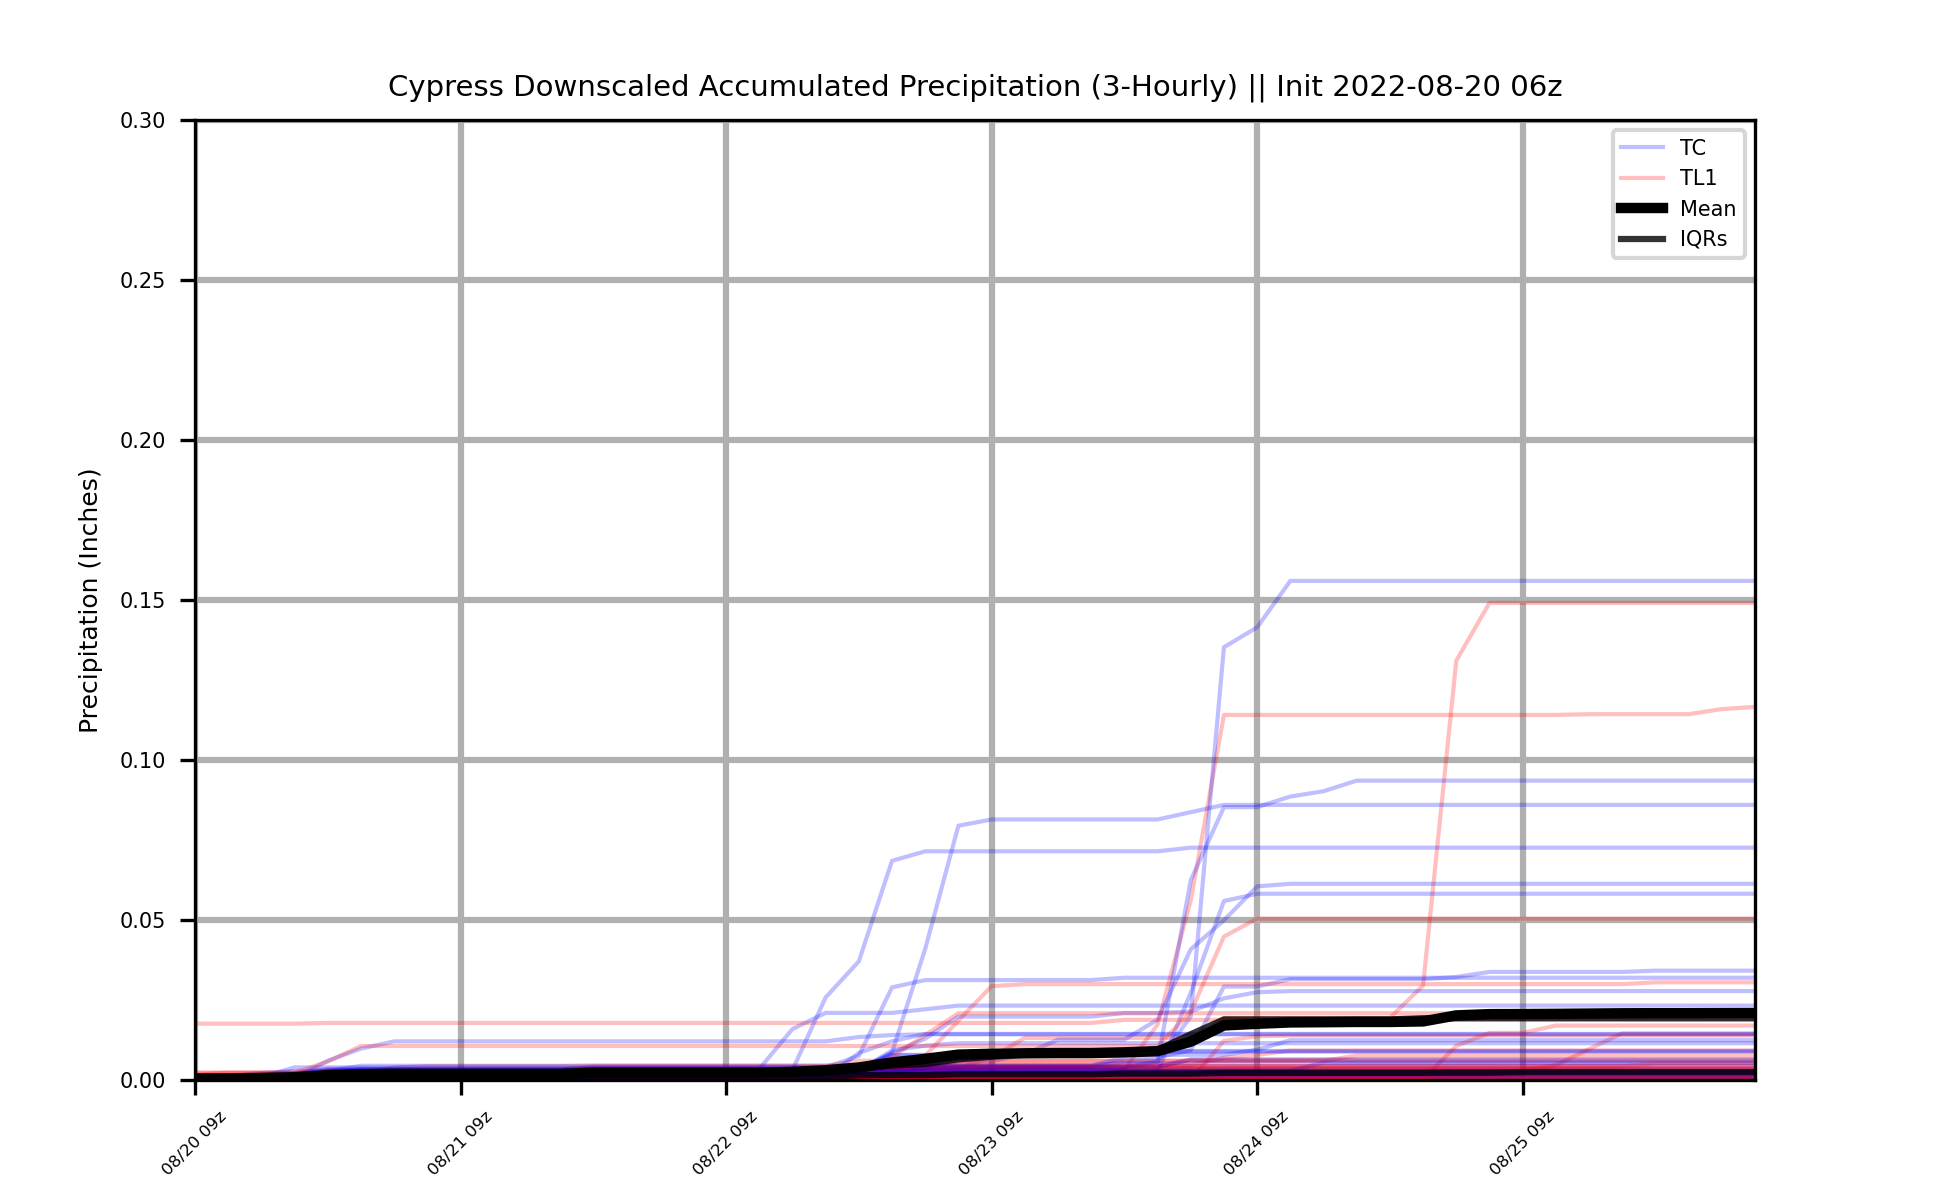 Cypress Downscaled Accumulated Precipitation (3-Hourly) || Init 2022-08-20 06z
0.30
0.25
0.20
0.15
0.10
0.05
0.00
Precipitation (Inches)
TC
TL1
Mean
IQRs
08/20 09z
08/21 09z
08/22 09z
08/23 09z
08/24 09z
08/25 09z